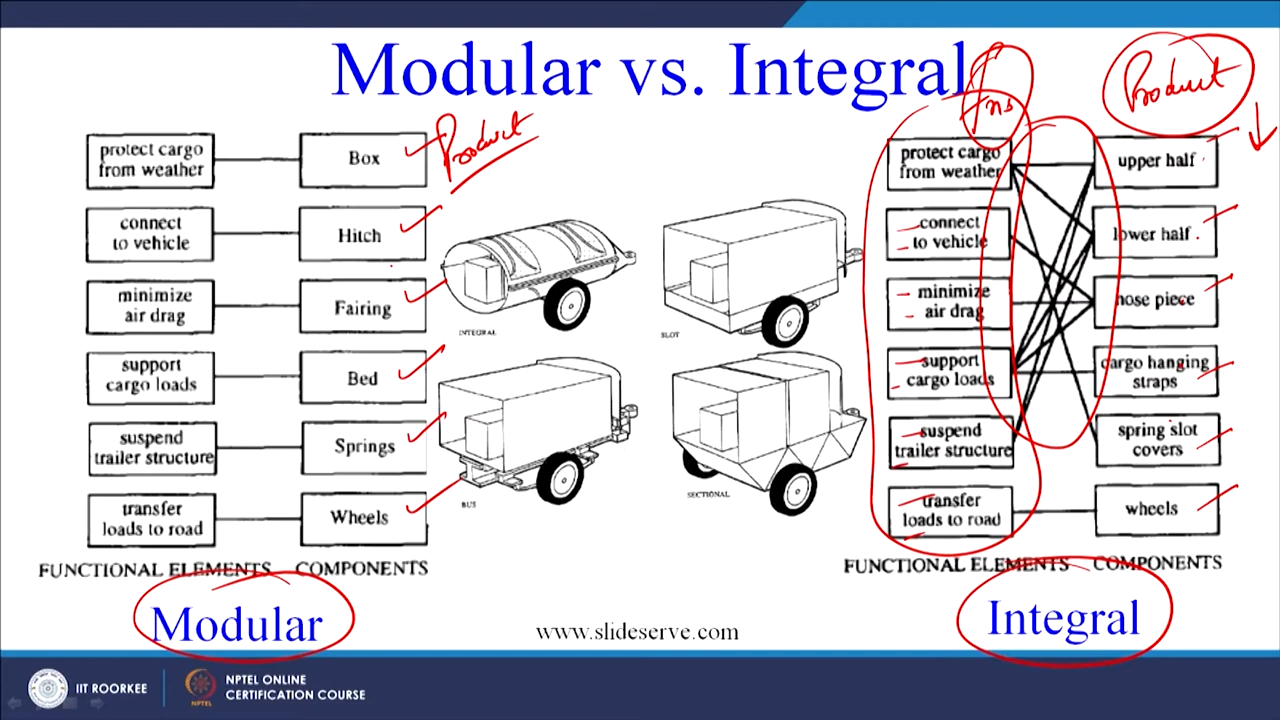 Modular vs. Integral
fns
Product
Product
protect cargo
from weather
Box
connect
to vehicle
Hitch
minimize
air drag
Fairing
support
cargo loads
Bed
suspend
trailer structure
Springs
transfer
loads to road
Wheels
FUNCTIONAL ELEMENTS
COMPONENTS
Modular
INTEGRAL
SLOT
BUS
SECTIONAL
www.slideserve.com
protect cargo
from weather
upper half
connect
to vehicle
lower half
minimize
air drag
nose piece
support
cargo loads
cargo hanging
straps
suspend
trailer structure
spring slot
covers
transfer
loads to road
wheels
FUNCTIONAL ELEMENTS
COMPONENTS
Integral
IIT ROORKEE
NPTEL
NPTEL ONLINE
CERTIFICATION COURSE